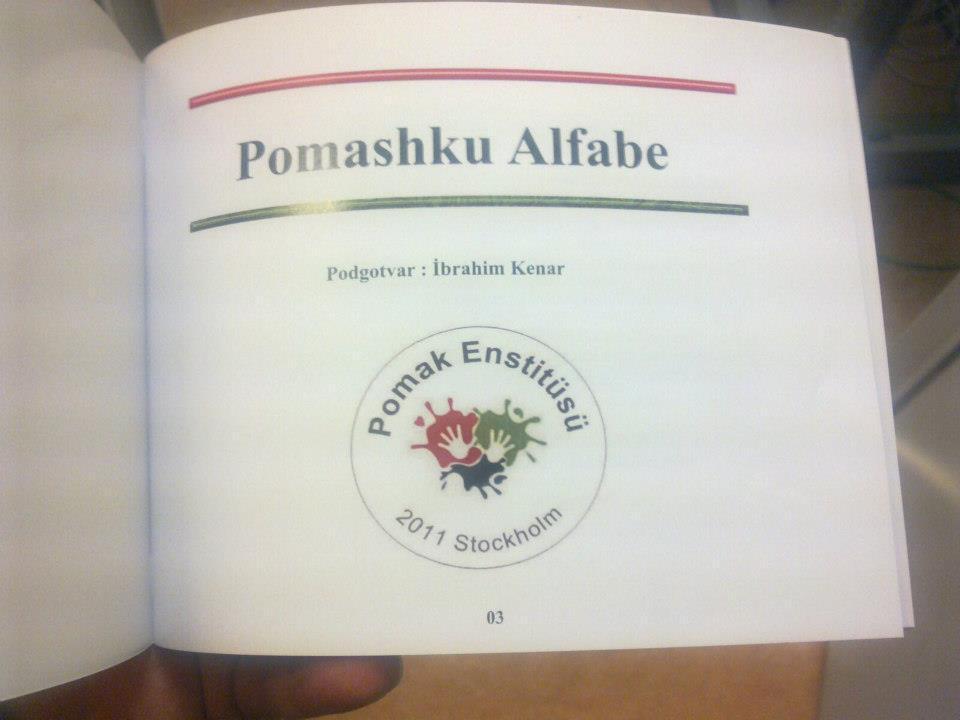 Pomashku Alfabe
Podgotvar : İbrahim Kenar
Pomak Enstitüsü
2011 Stockholm
03